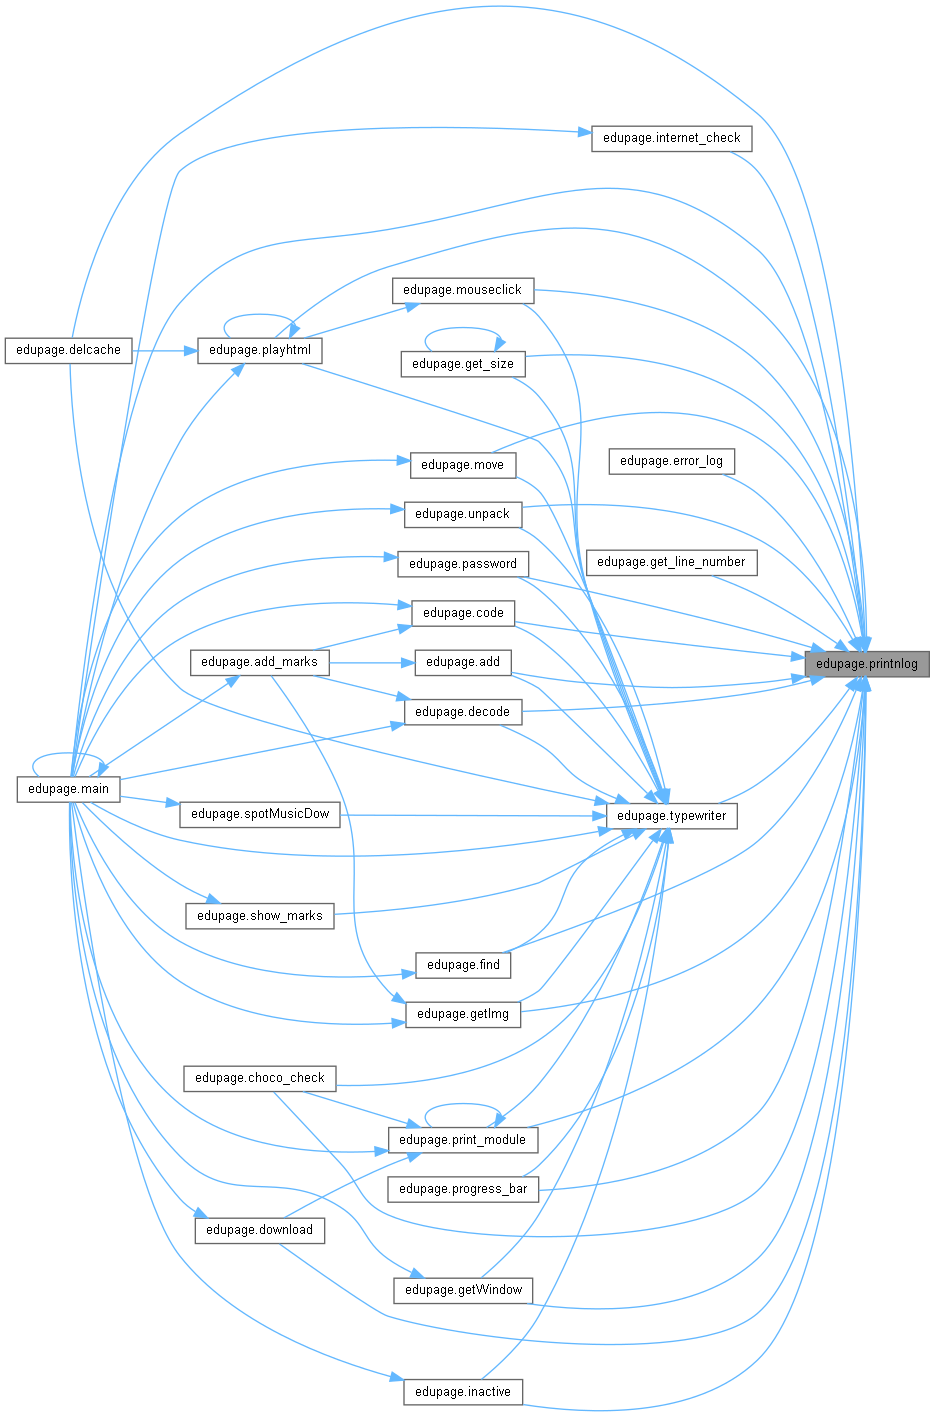 edupage.internet_check
edupage.mouseclick
edupage.delcache
edupage.playhtml
edupage.get_size
edupage.move
edupage.error_log
edupage.unpack
edupage.password
edupage.get_line_number
edupage.code
edupage.add_marks
edupage.add
edupage.printnlog
edupage.decode
edupage.main
edupage.spotMusicDow
edupage.typewriter
edupage.show_marks
edupage.find
edupage.getImg
edupage.choco_check
edupage.print_module
edupage.progress_bar
edupage.download
edupage.getWindow
edupage.inactive